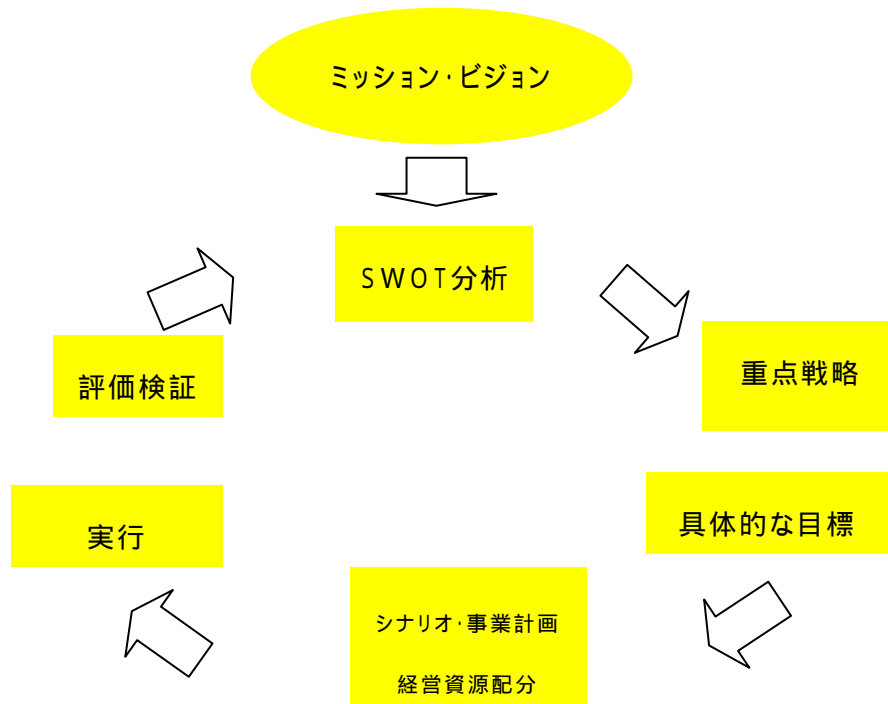 ミッション・ビジョン
SWOT分析
重点戦略
具体的な目標
シナリオ・事業計画
経営資源配分
実行
評価検証